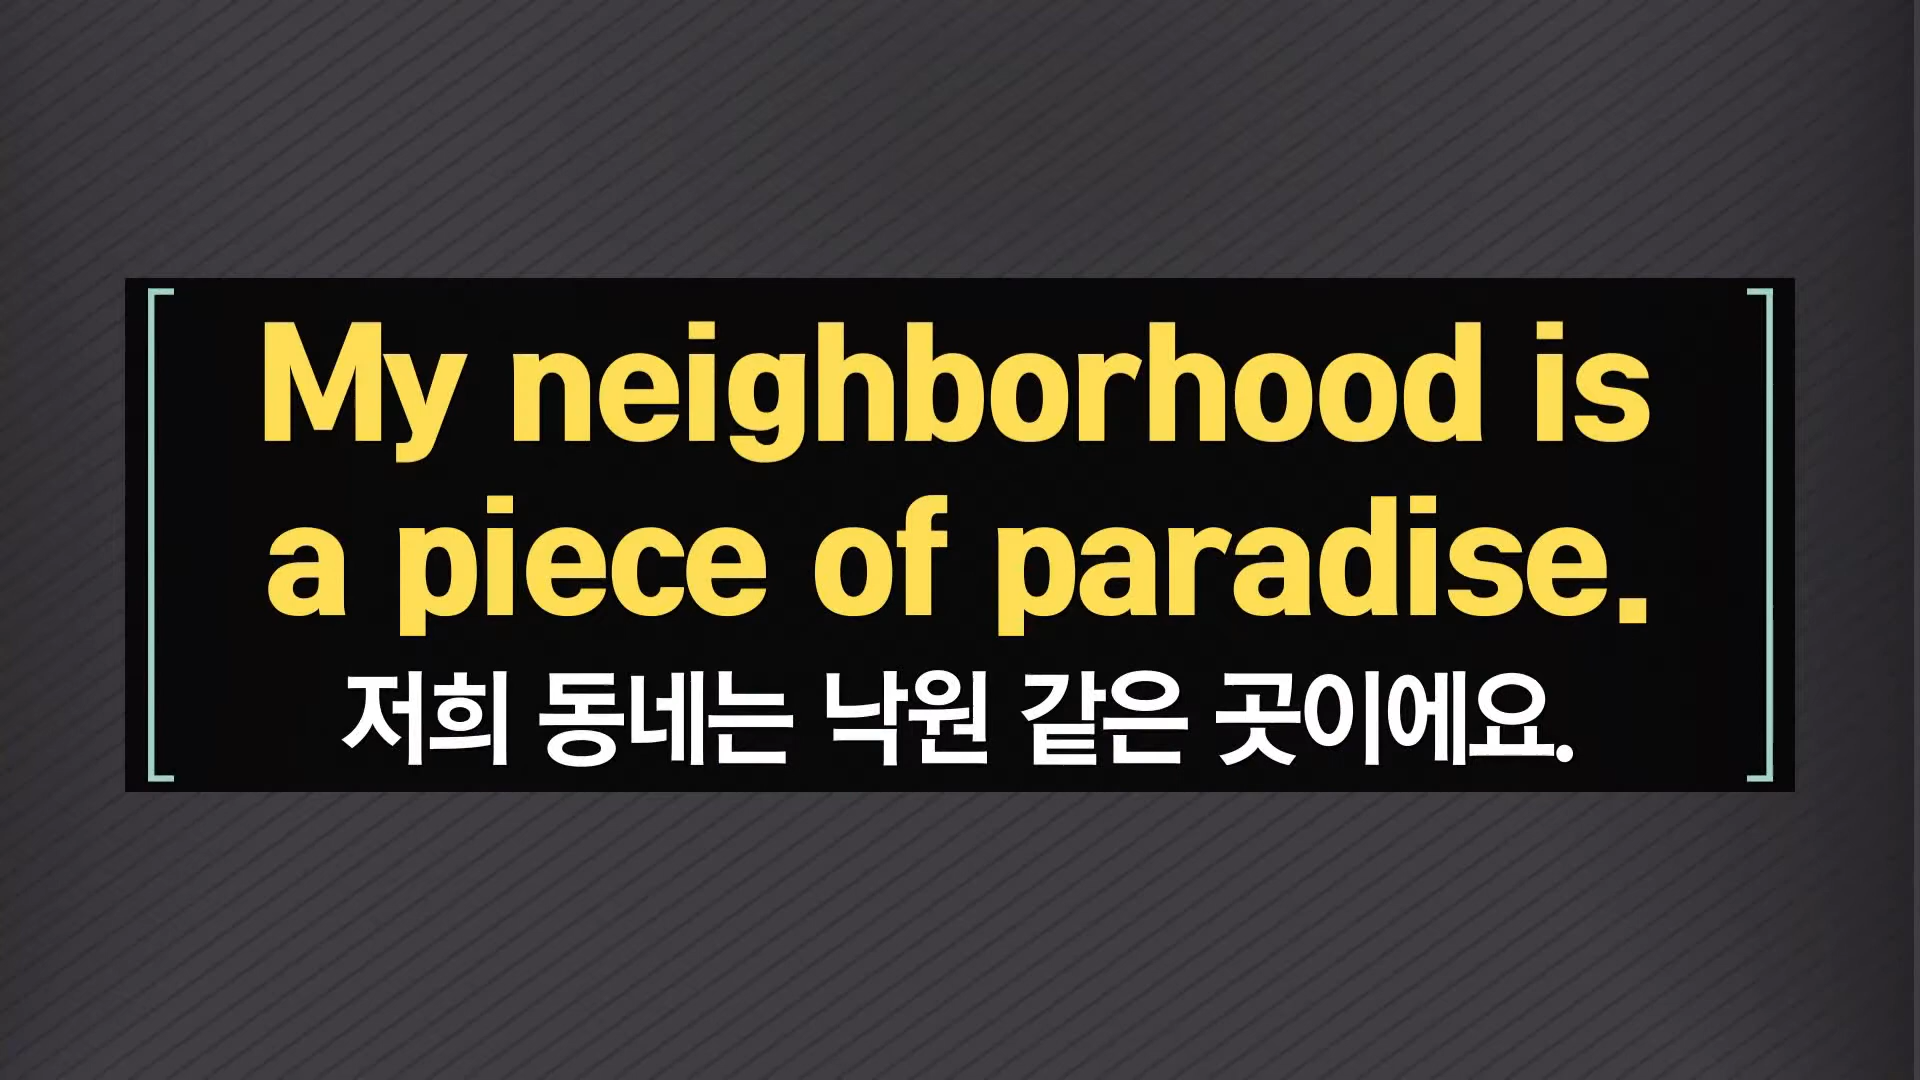 My neighborhood is
a piece of paradise.
저희 동네는 낙원 같은 곳이에요.